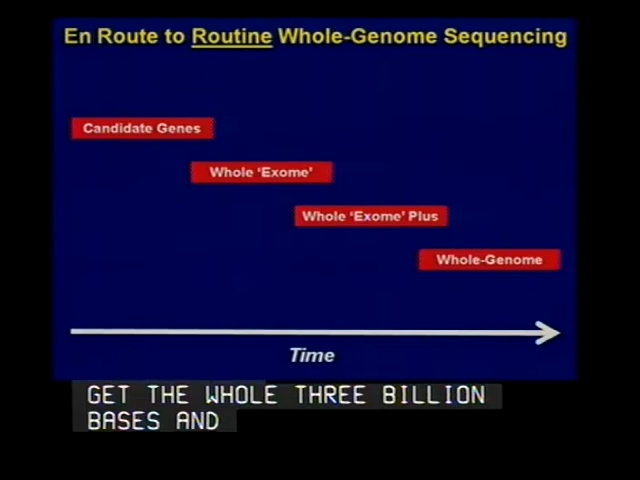 En Route to Routine Whole-Genome Sequencing
Candidate Genes
Whole 'Exome'
Whole 'Exome' Plus
Whole-Genome
Time
GET THE WHOLE THREE BILLION
BASES AND